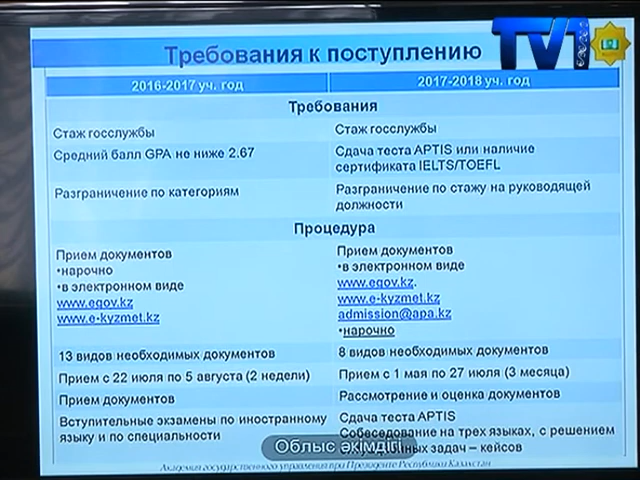 Требования к поступлению
TV1
2016-2017 уч. год
2017-2018 уч. год
Требования
Стаж госслужбы
Стаж госслужбы
Средний балл GPA не ниже 2.67
Сдача теста APTIS или наличие
сертификата IELTS/TOEFL
Разграничение по категориям
Разграничение по стажу на руководящей
должности
Процедура
Прием документов
•нарочно
•в электронном виде
www.egov.kz
www.e-kyzmet.kz
Прием документов
•в электронном виде
www.egov.kz.
www.e-kyzmet.kz
admission@apa.kz
•нарочно
13 видов необходимых документов
8 видов необходимых документов
Прием с 22 июля по 5 августа (2 недели)
Прием с 1 мая по 27 июля (3 месяца)
Прием документов
Рассмотрение и оценка документов
Вступительные экзамены по иностранному
языку и по специальности
Сдача теста APTIS
Собеседование на трех языках, с решением
задач – кейсов
Облыс әкімдігі
Академия государственного управления при Президенте Республики Казахстан